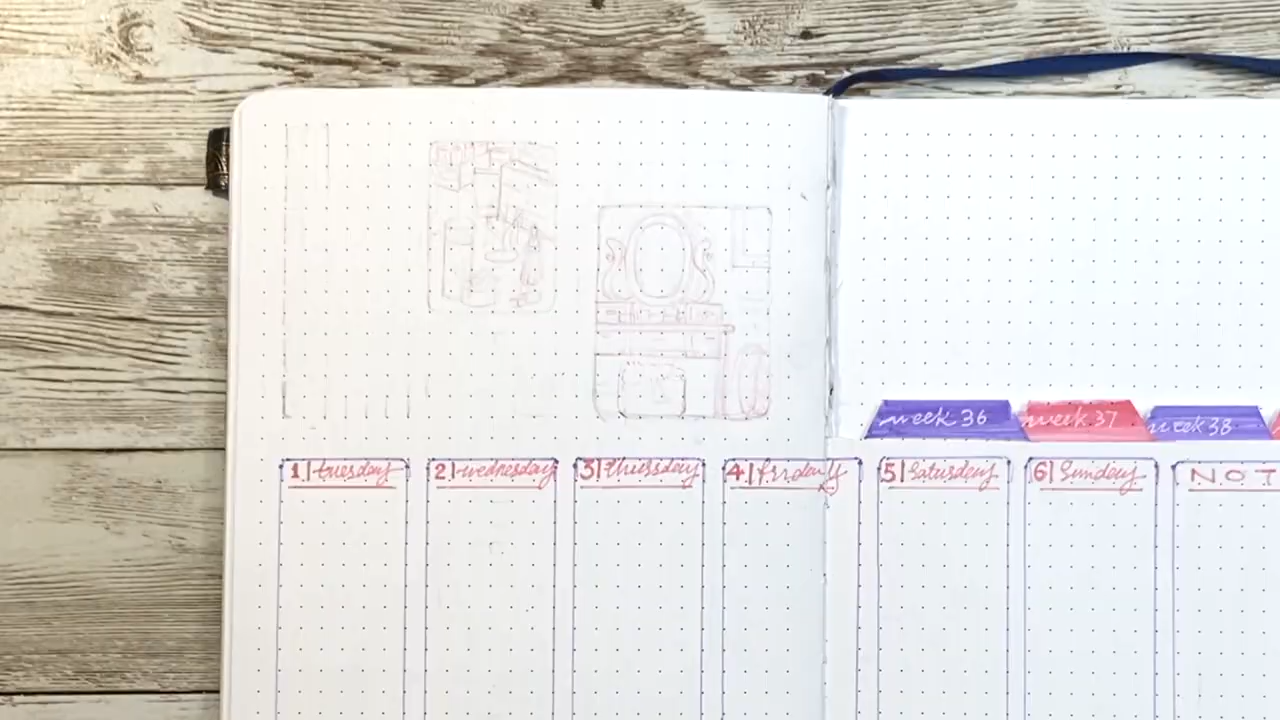 week 36
week 37
week 38
1|tuesday
2|wednesday
3|thursday
4|friday
5|Saturday
6|Sunday
NOT